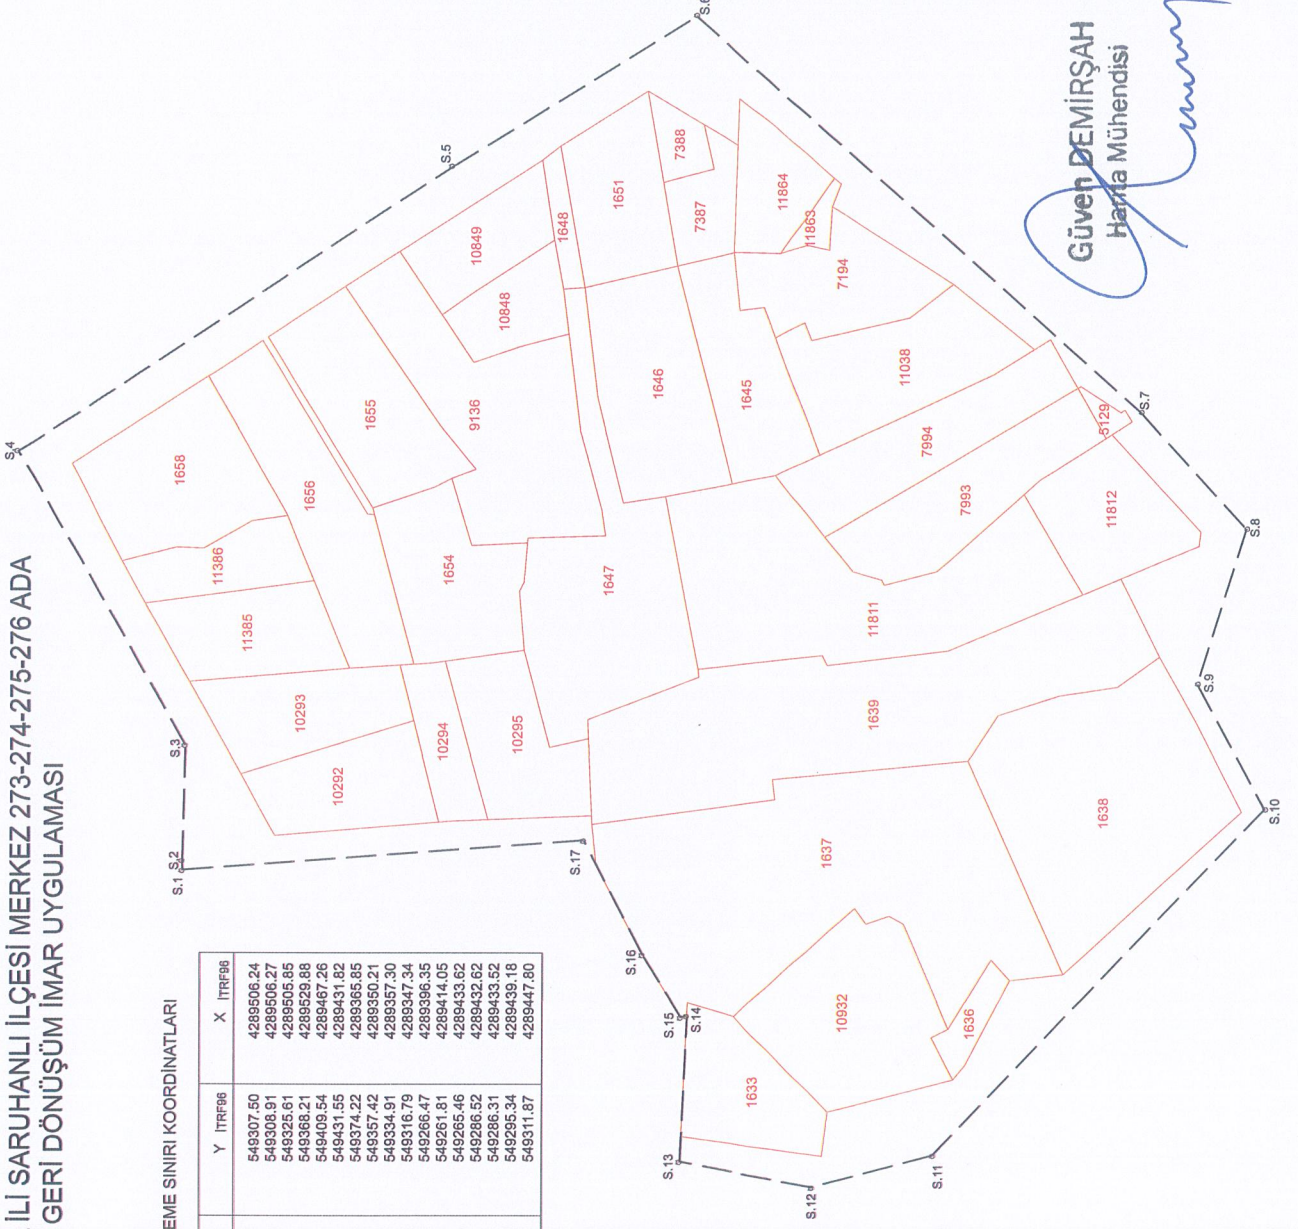 İLİ SARUHANLI İLÇESİ MERKEZ 273-274-275-276 ADA
GERİ DÖNÜŞÜM İMAR UYGULAMASI
EME SINIRI KOORDİNATLARI
Y İTRF96 X İTRF96
549307.50 4289506.24
549308.91 4289506.27
549325.61 4289505.85
549368.21 4289529.88
549409.54 4289467.26
549431.55 4289431.82
549374.22 4289365.85
549357.42 4289350.21
549334.91 4289357.30
549316.79 4289347.34
549266.47 4289396.35
549261.81 4289414.05
549265.46 4289433.62
549286.52 4289432.62
549286.31 4289433.52
549295.34 4289439.18
549311.87 4289447.80
S.1
S.2
S.3
S.4
S.5
S.6
S.7
S.8
S.9
S.10
S.11
S.12
S.13
S.14
S.15
S.16
S.17
1658
11386
11385
1656
10293
10292
10294
10295
1655
9136
1654
10849
10848
1648
1651
7388
7387
11864
11863
7194
1646
1645
11038
7994
7993
5129
11812
1647
11811
1639
1638
1637
10932
1636
1633
Güven DEMİRŞAH
Harita Mühendisi